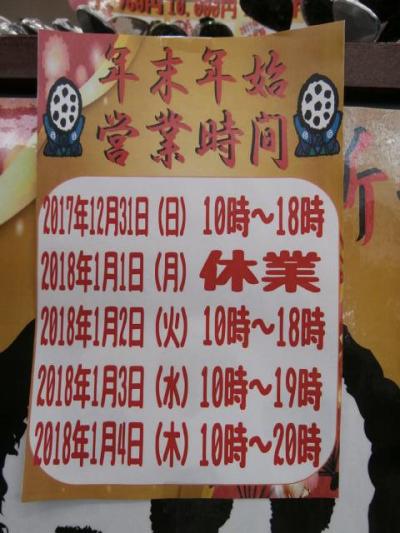 年末年始
営業時間
2017年12月31日（日）10時～18時
2018年1月1日（月）休業
2018年1月2日（火）10時～18時
2018年1月3日（水）10時～19時
2018年1月4日（木）10時～20時